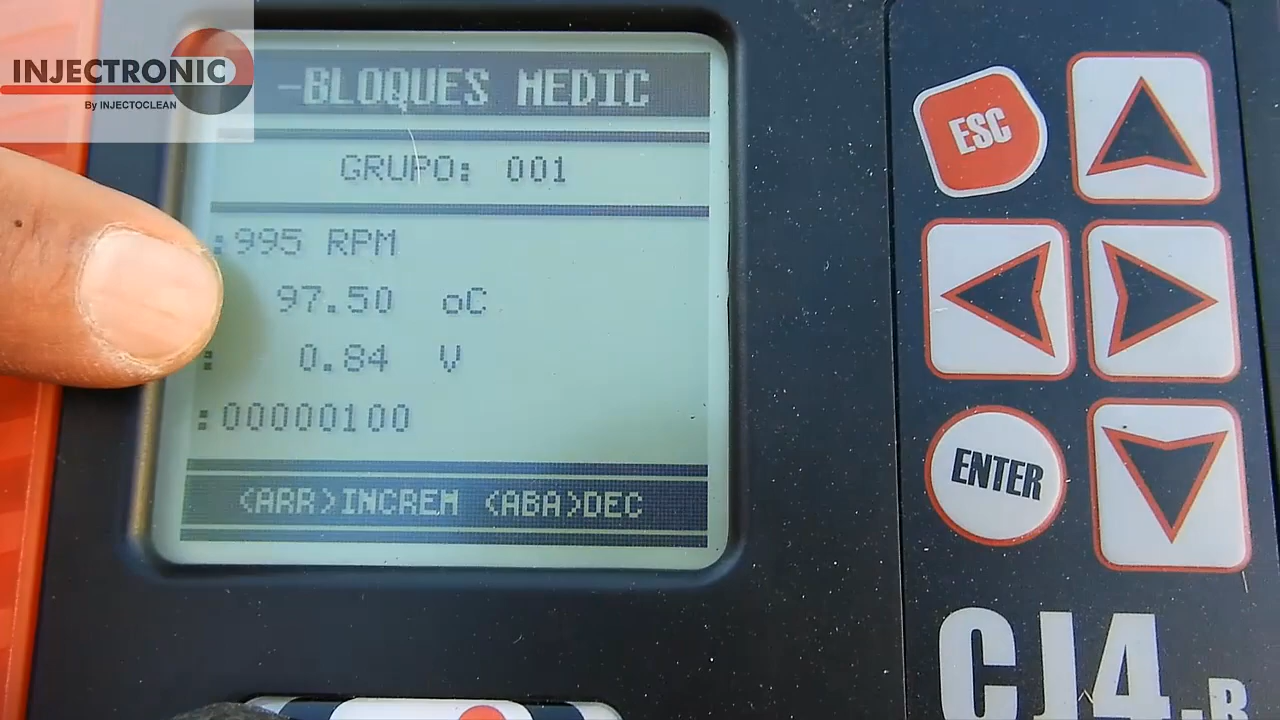 INJECTRONIC
By INJECTOCLEAN
-BLOQUES MEDIC
GRUPO: 001
:995 RPM
97.50 oC
: 0.84 V
:00000100
<ARR>INCREM <ABA>DEC
ESC
ENTER
CJ4.R